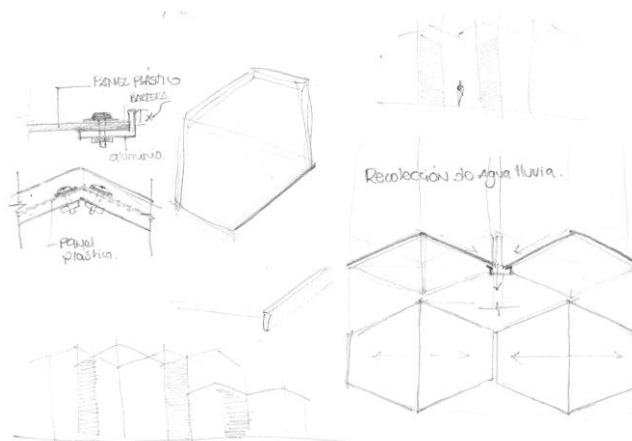 PANEL PLÁSTICO
BARRERA
aluminio.
Recolección de Agua lluvia.
-PANEL
plástico.